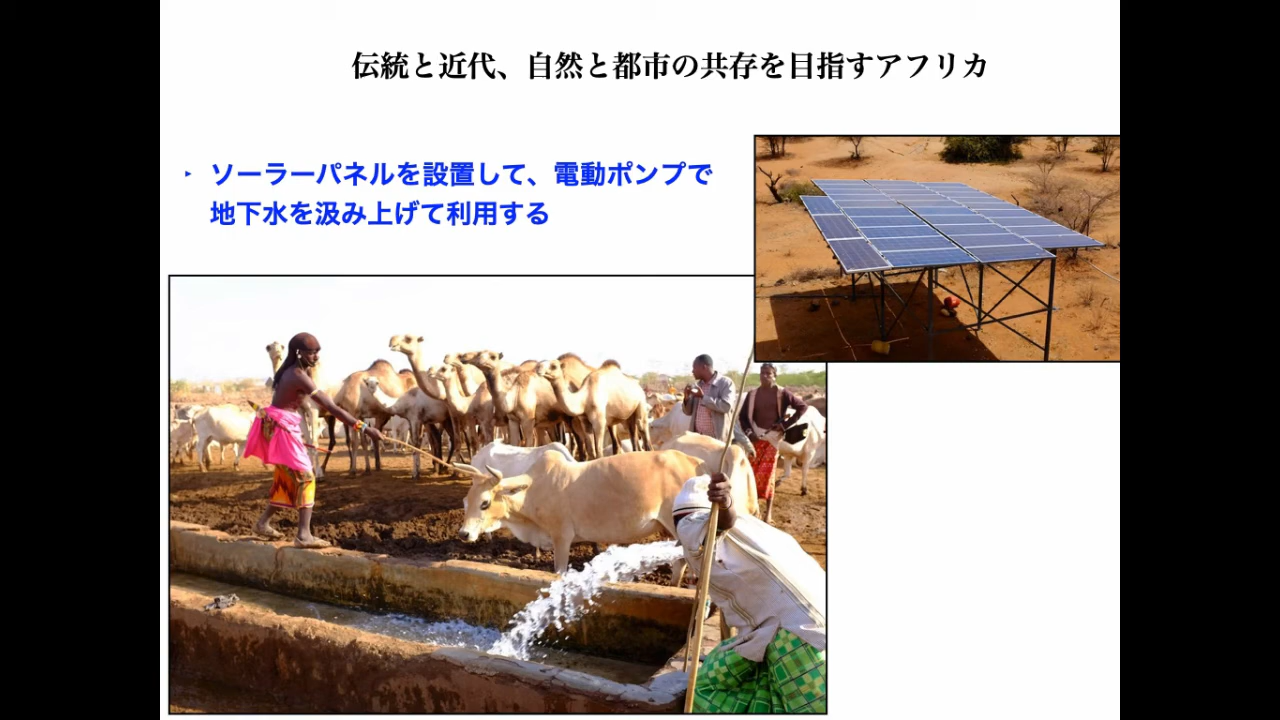 伝統と近代、自然と都市の共存を目指すアフリカ
‣ ソーラーパネルを設置して、電動ポンプで
地下水を汲み上げて利用する